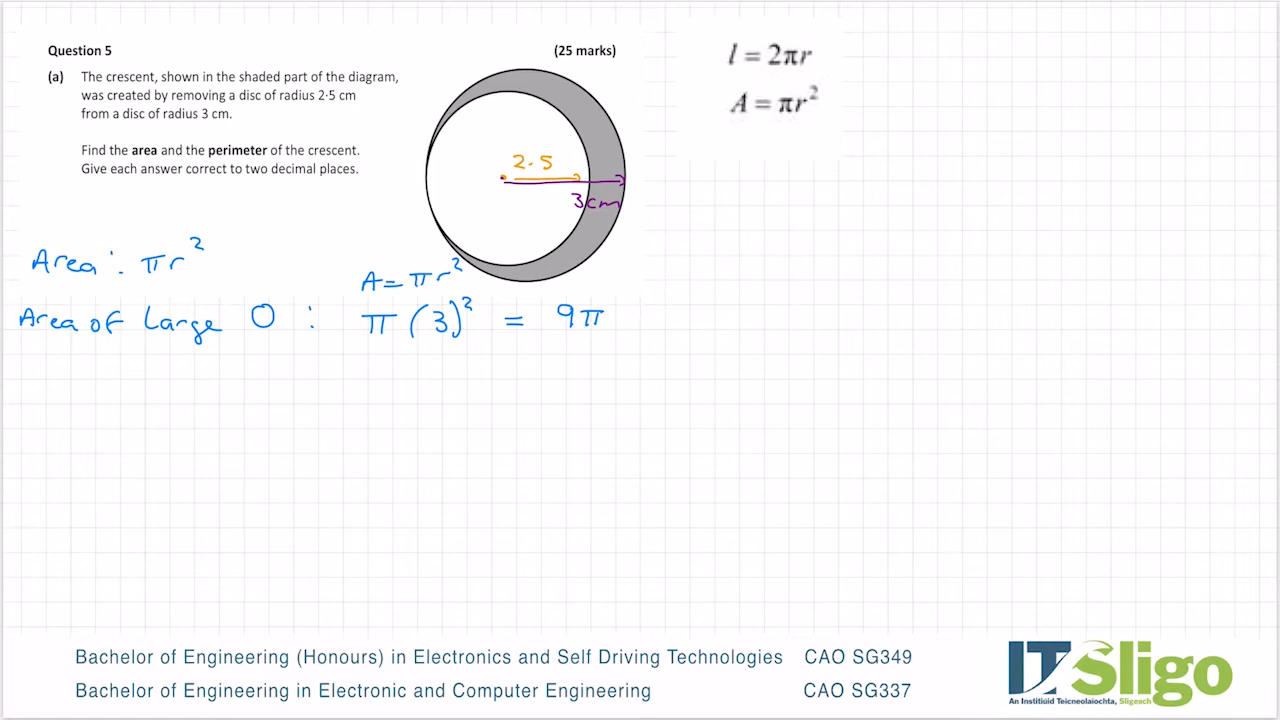 Question 5 (25 marks)
(a) The crescent, shown in the shaded part of the diagram,
was created by removing a disc of radius 2·5 cm
from a disc of radius 3 cm.
Find the area and the perimeter of the crescent.
Give each answer correct to two decimal places.
2.5
3cm
l = 2πr
A = πr²
Area: πr²
A = πr²
Area of Large O : π(3)² = 9π
Bachelor of Engineering (Honours) in Electronics and Self Driving Technologies CAO SG349
Bachelor of Engineering in Electronic and Computer Engineering CAO SG337
IT Sligo
An Institiúid Teicneolaíochta, Sligeach